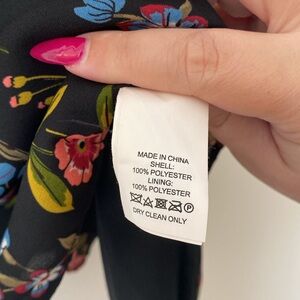 MADE IN CHINA
SHELL:
100% POLYESTER
LINING:
100% POLYESTER
P
DRY CLEAN ONLY